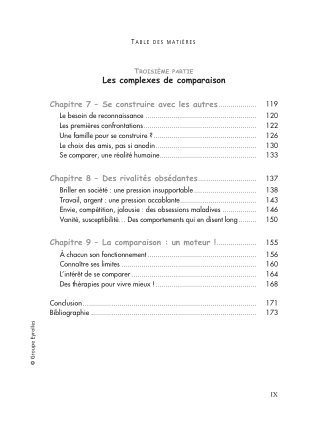 TABLE DES MATIÈRES
TROISIÈME PARTIE
Les complexes de comparaison
Chapitre 7 – Se construire avec les autres.................. 119
Le besoin de reconnaissance .......................................... 120
Les premières confrontations.......................................... 122
Une famille pour se construire ?...................................... 126
Le choix des amis, pas si anodin..................................... 130
Se comparer, une réalité humaine................................... 133
Chapitre 8 – Des rivalités obsédantes........................ 137
Briller en société : une pression insupportable.................... 138
Travail, argent : une pression accablante.......................... 143
Envie, compétition, jalousie : des obsessions maladives ........ 146
Vanité, susceptibilité… Des comportements qui en disent long........ 150
Chapitre 9 – La comparaison : un moteur !.................. 155
À chacun son fonctionnement ........................................ 156
Connaître ses limites .................................................... 160
L’intérêt de se comparer ................................................ 164
Des thérapies pour vivre mieux ! ..................................... 168
Conclusion................................................................... 171
Bibliographie ............................................................... 173
© Groupe Eyrolles
IX